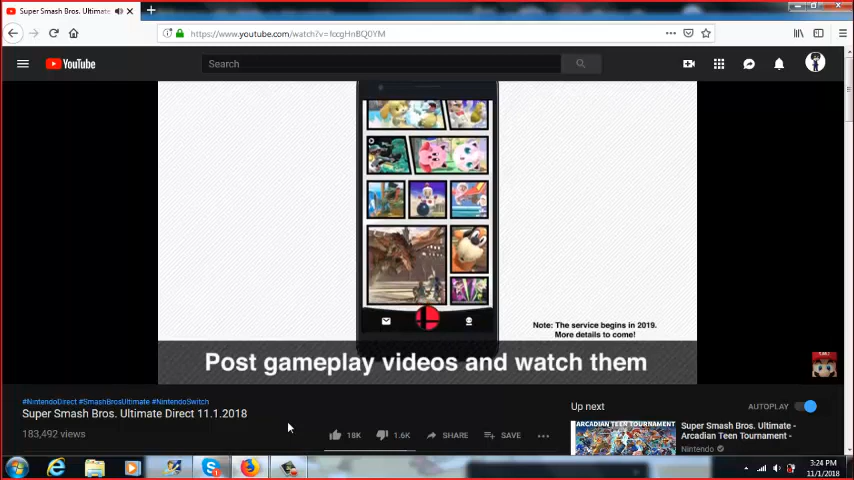 Super Smash Bros. Ultimate
https://www.youtube.com/watch?v=fccgHnBQ0YM
YouTube
Search
Note: The service begins in 2019.
More details to come!
Post gameplay videos and watch them
#NintendoDirect #SmashBrosUltimate #NintendoSwitch
Super Smash Bros. Ultimate Direct 11.1.2018
183,492 views
18K
1.6K
SHARE
SAVE
Up next
AUTOPLAY
ARCADIAN TEEN TOURNAMENT
Super Smash Bros. Ultimate -
Arcadian Teen Tournament -
Nintendo
3:24 PM
11/1/2018